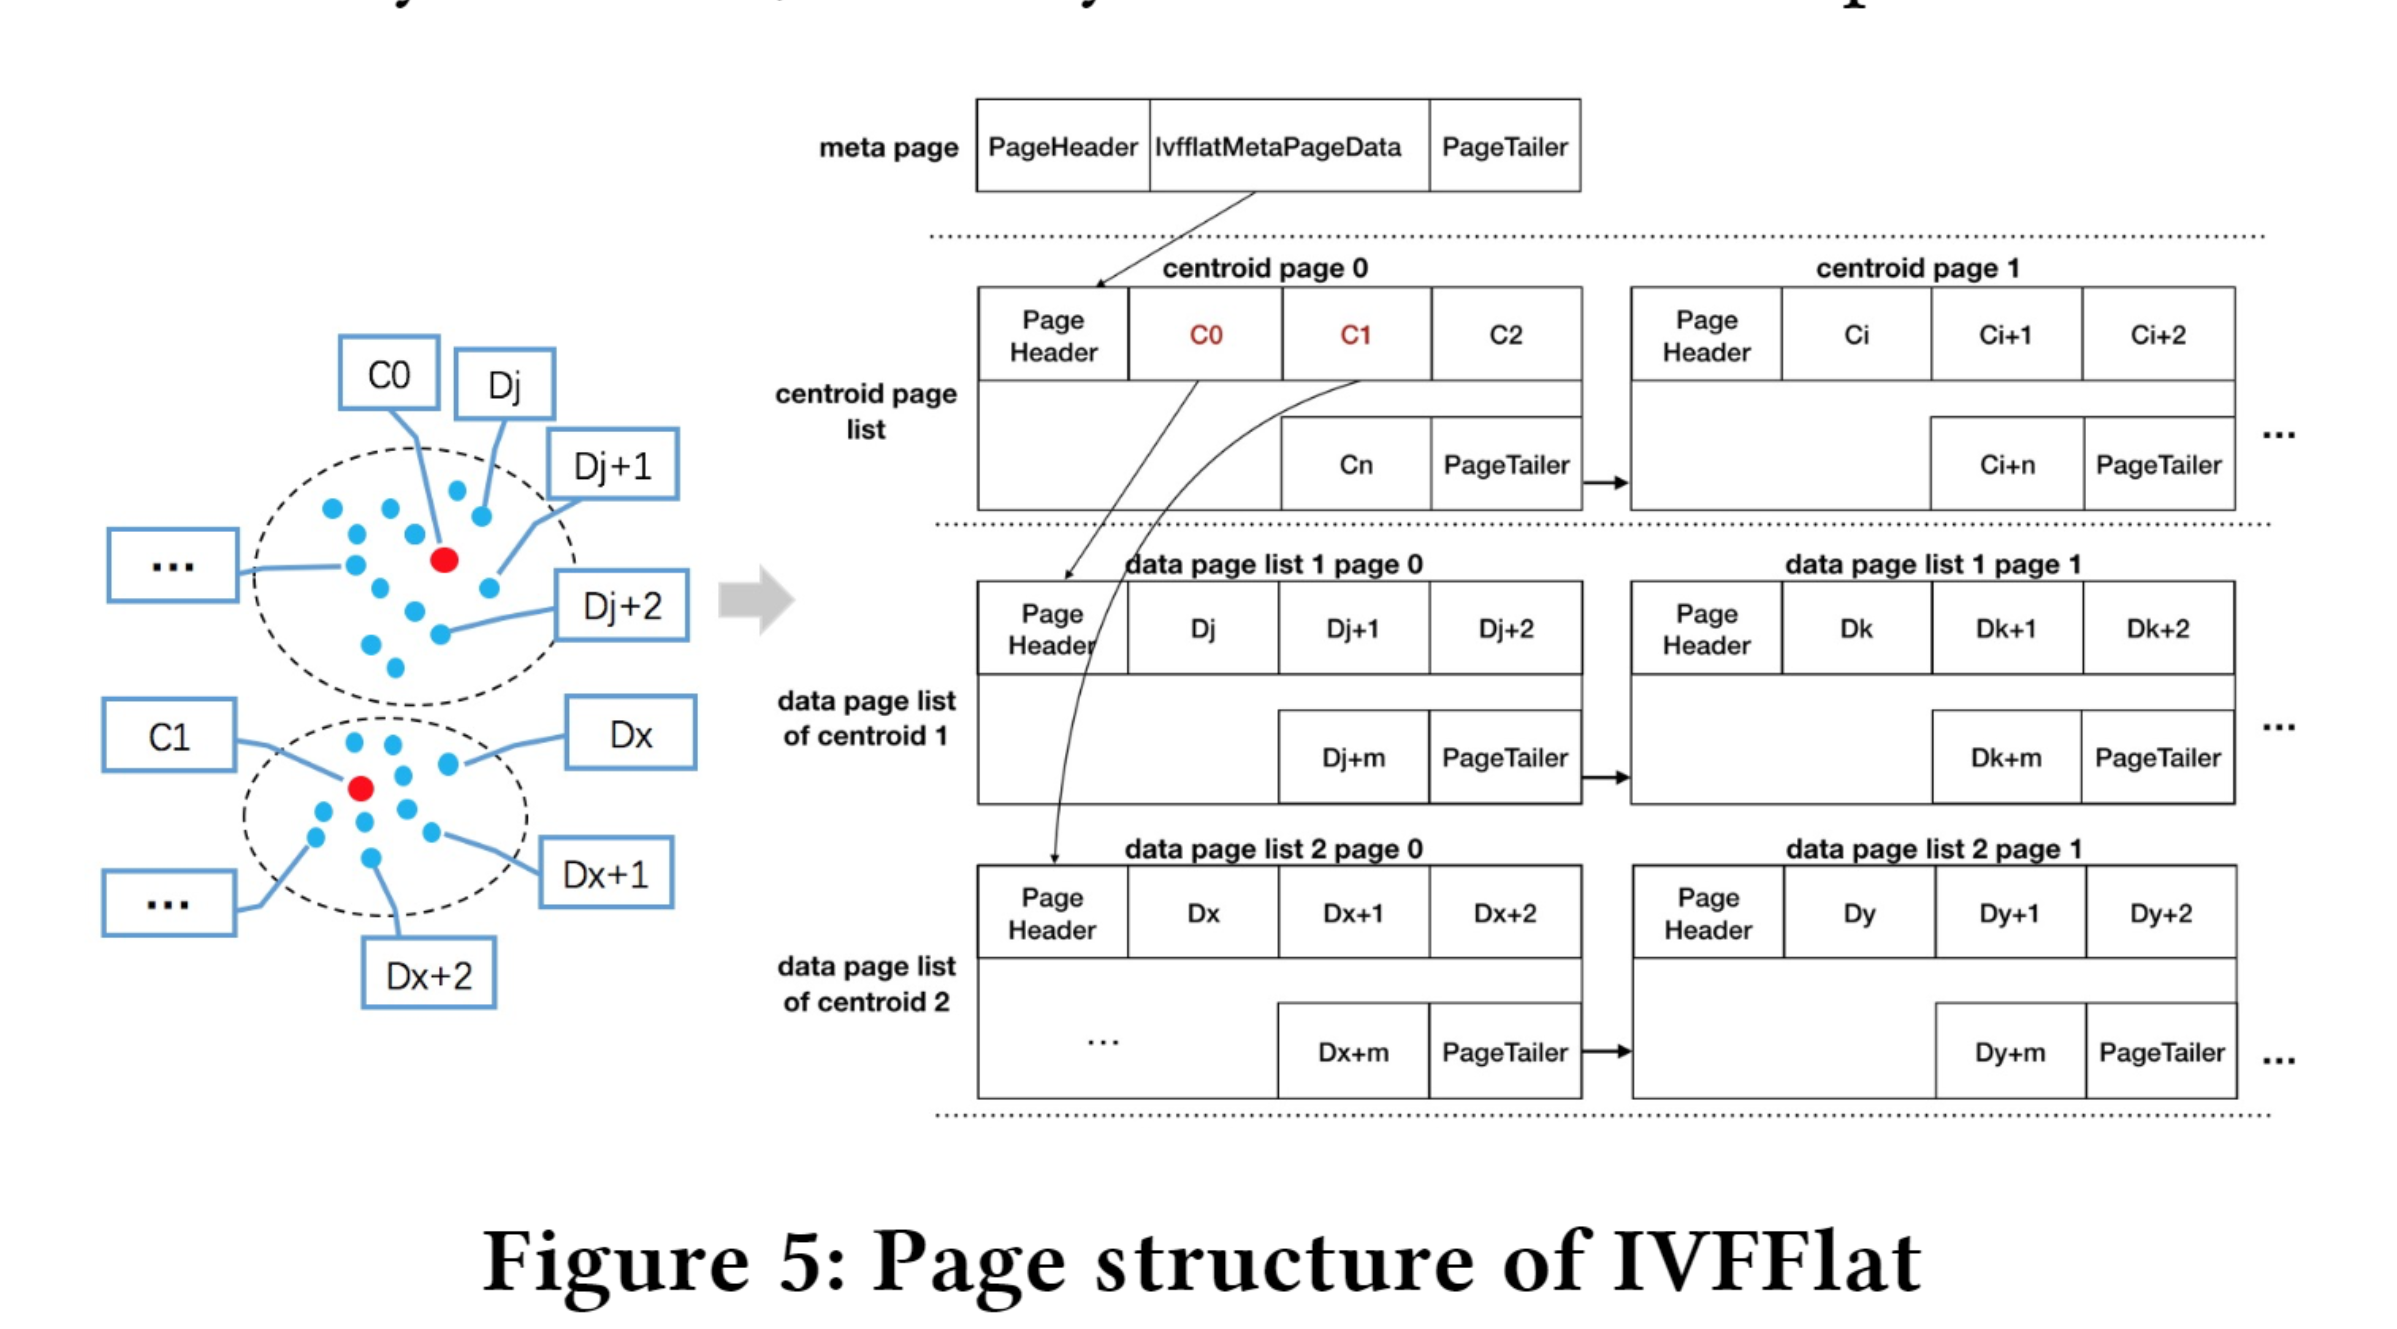 meta page
PageHeader
IvfflatMetaPageData
PageTailer
centroid page 0
centroid page 1
Page
Header
C0
C1
C2
Page
Header
Ci
Ci+1
Ci+2
centroid page
list
Cn
PageTailer
Ci+n
PageTailer
...
C0
Dj
Dj+1
...
Dj+2
C1
Dx
Dx+1
...
Dx+2
data page list 1 page 0
data page list 1 page 1
Page
Header
Dj
Dj+1
Dj+2
Page
Header
Dk
Dk+1
Dk+2
data page list
of centroid 1
Dj+m
PageTailer
Dk+m
PageTailer
...
data page list 2 page 0
data page list 2 page 1
Page
Header
Dx
Dx+1
Dx+2
Page
Header
Dy
Dy+1
Dy+2
data page list
of centroid 2
...
Dx+m
PageTailer
Dy+m
PageTailer
...
Figure 5: Page structure of IVFFlat